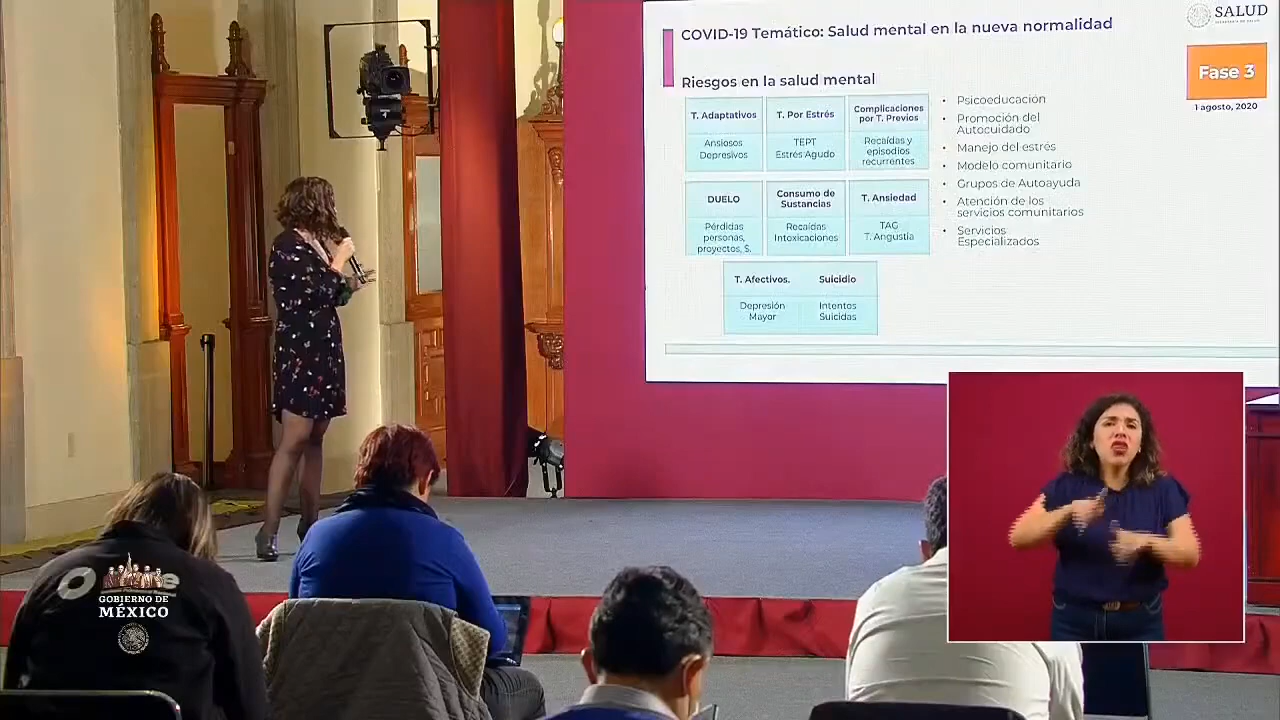 SALUD
SECRETARÍA DE SALUD
COVID-19 Temático: Salud mental en la nueva normalidad
Fase 3
1 agosto, 2020
Riesgos en la salud mental
T. Adaptativos
Ansiosos
Depresivos
T. Por Estrés
TEPT
Estrés Agudo
Complicaciones
por T. Previos
Recaídas y
episodios
recurrentes
DUELO
Pérdidas
personas,
proyectos, $.
Consumo de
Sustancias
Recaídas
Intoxicaciones
T. Ansiedad
TAG
T. Angustia
T. Afectivos.
Depresión
Mayor
Suicidio
Intentos
Suicidas
• Psicoeducación
• Promoción del
Autocuidado
• Manejo del estrés
• Modelo comunitario
• Grupos de Autoayuda
• Atención de los
servicios comunitarios
• Servicios
Especializados
GOBIERNO DE
MÉXICO